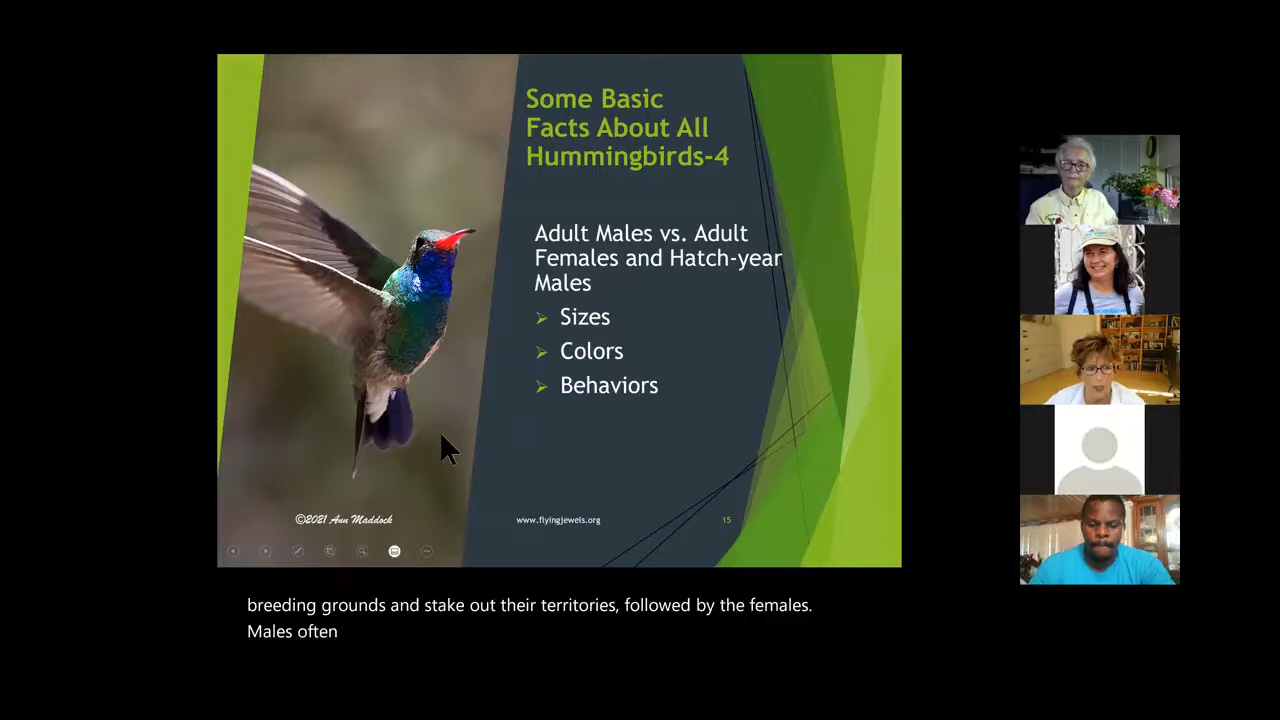 Some Basic
Facts About All
Hummingbirds-4
Adult Males vs. Adult
Females and Hatch-year
Males
Sizes
Colors
Behaviors
©2021 Ann Maddock
www.flyingjewels.org
15
breeding grounds and stake out their territories, followed by the females.
Males often